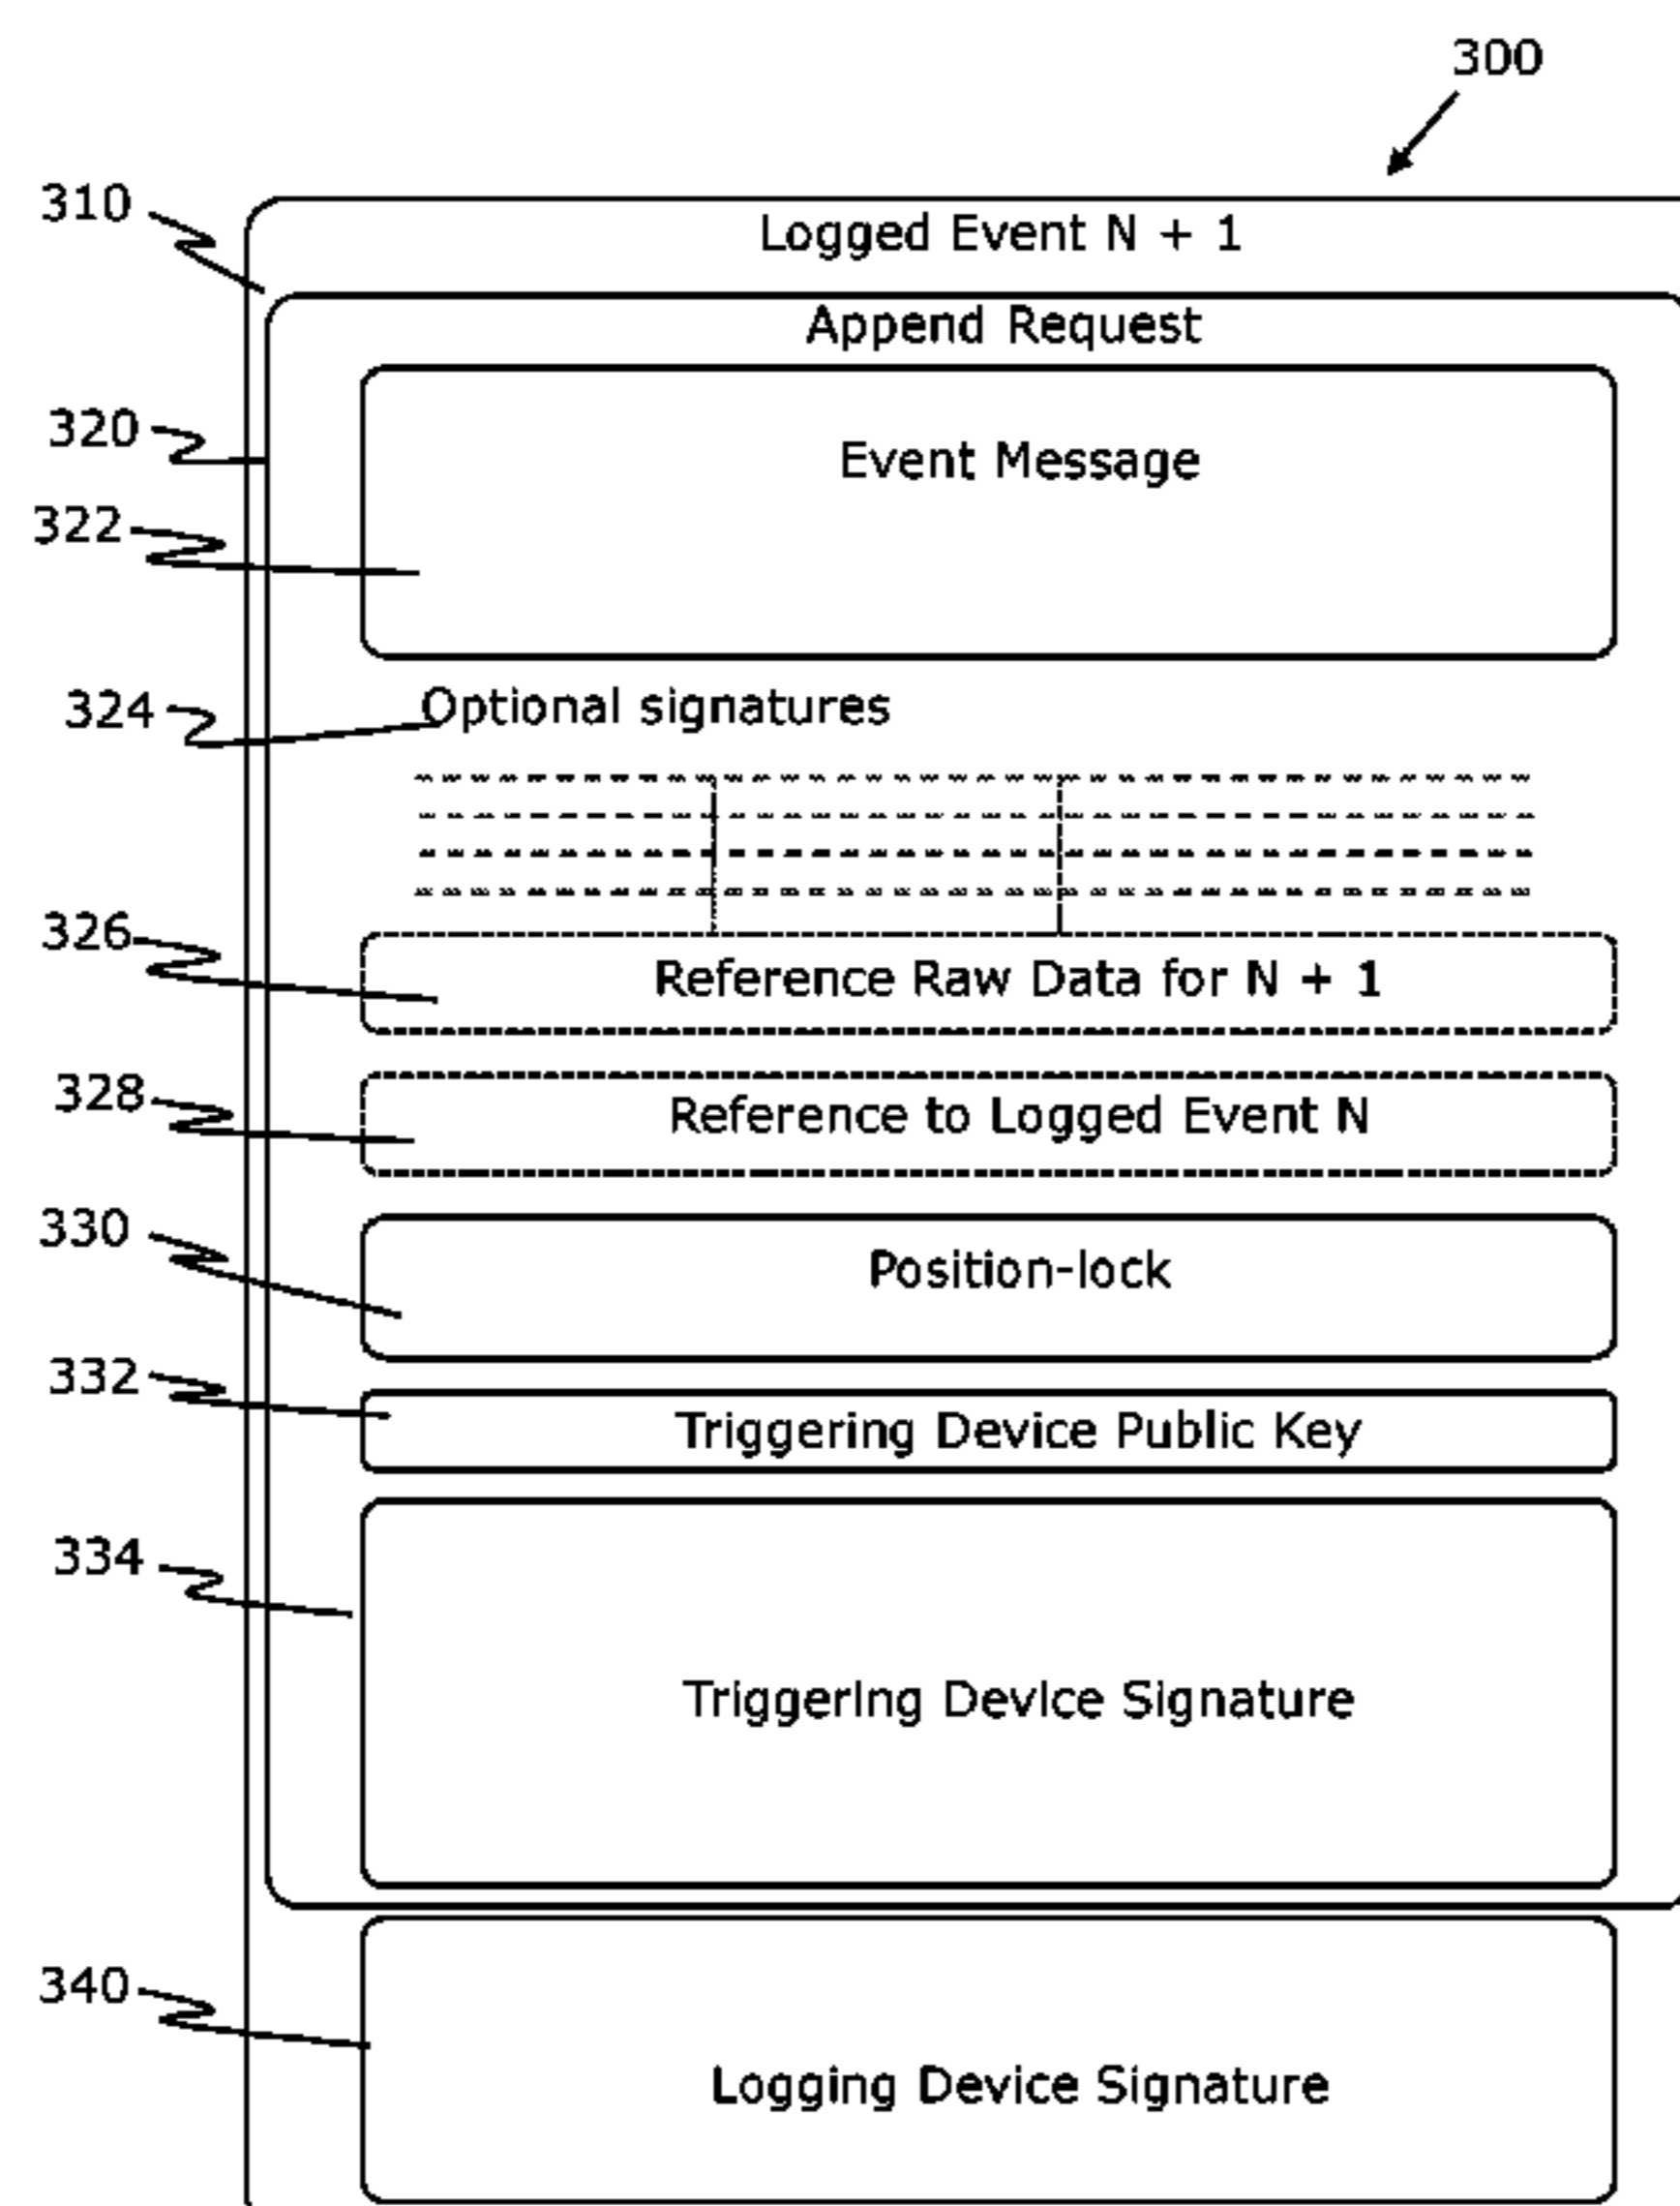 300
310
Logged Event N + 1
Append Request
320
Event Message
322
324
Optional signatures
326
Reference Raw Data for N + 1
328
Reference to Logged Event N
330
Position-lock
332
Triggering Device Public Key
334
Triggering Device Signature
340
Logging Device Signature